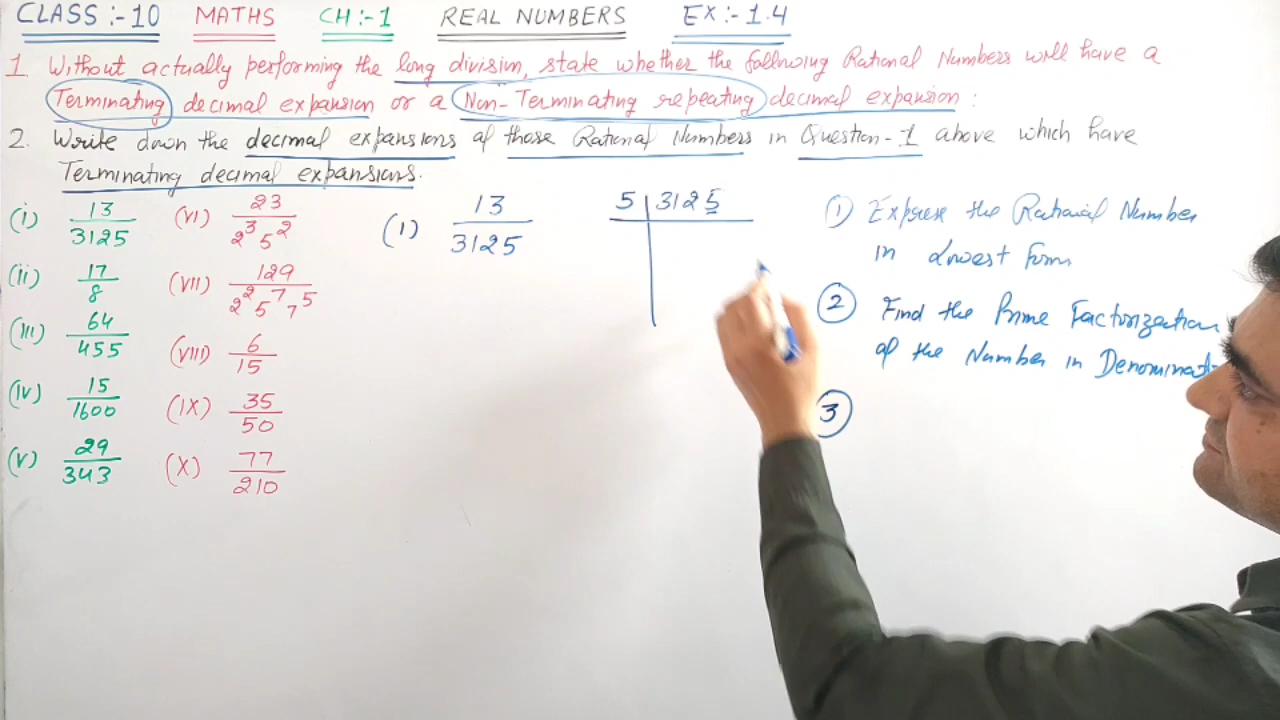 CLASS :- 10 MATHS CH :- 1 REAL NUMBERS EX :- 1.4
1. Without actually performing the long division, state whether the following Rational Numbers will have a
Terminating decimal expansion or a Non-Terminating repeating decimal expansion :
2. Write down the decimal expansions of those Rational Numbers in Question-1 above which have
Terminating decimal expansions.
(i) 13/3125
(ii) 17/8
(iii) 64/455
(iv) 15/1600
(v) 29/343
(VI) 23/2³5²
(VII) 129/2²5⁷7⁵
(VIII) 6/15
(IX) 35/50
(X) 77/210
(1) 13/3125
5 | 3125
① Express the Rational Number
in Lowest Form
② Find the Prime Factorization
of the Number in
③